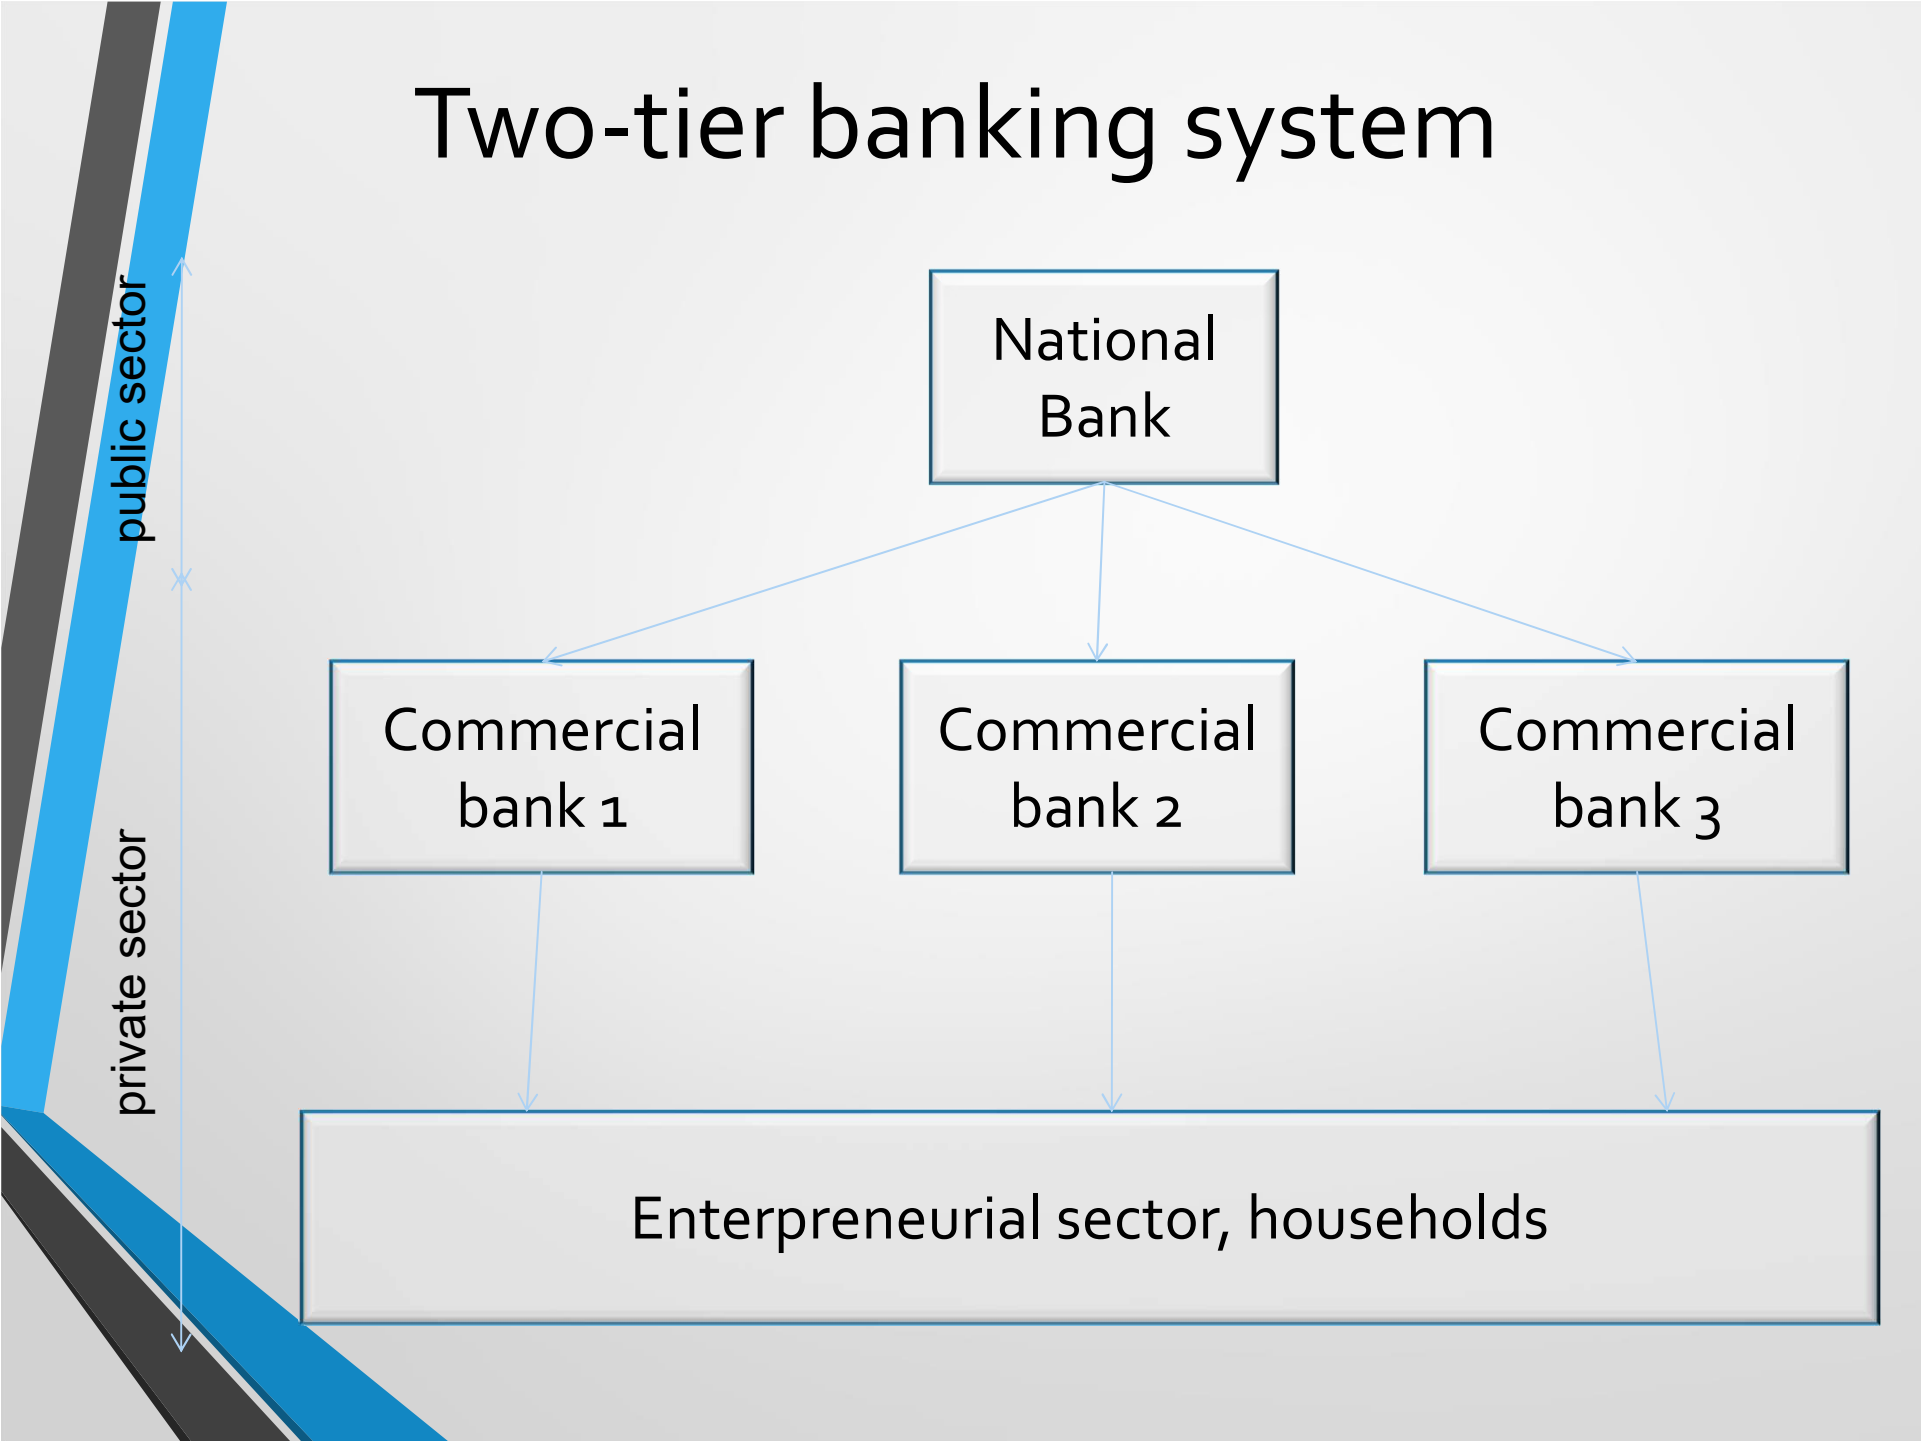 Two-tier banking system
public sector
National
Bank
Commercial
bank 1
Commercial
bank 2
Commercial
bank 3
private sector
Enterpreneurial sector, households